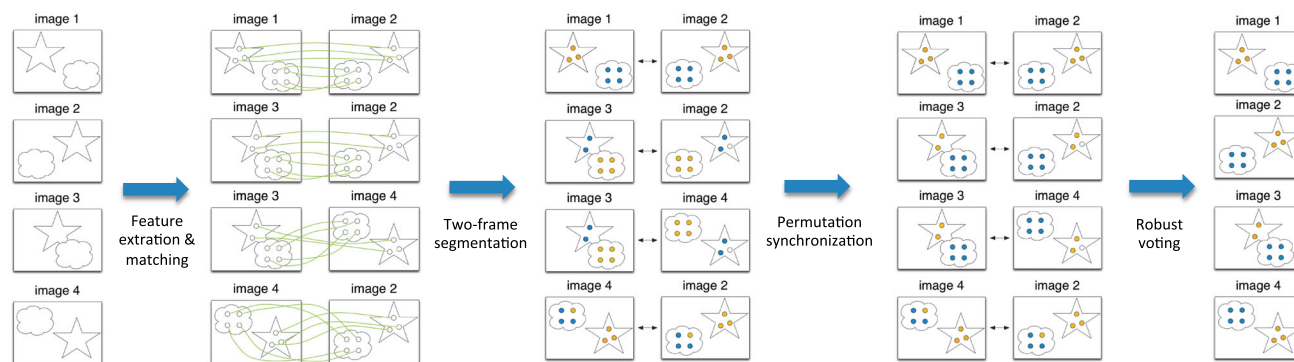 image 1
image 2
image 3
image 4
Feature
extration &
matching
image 1 image 2
image 3 image 2
image 3 image 4
image 4 image 2
Two-frame
segmentation
image 1 image 2
image 3 image 2
image 3 image 4
image 4 image 2
Permutation
synchronization
image 1 image 2
image 3 image 2
image 3 image 4
image 4 image 2
Robust
voting
image 1
image 2
image 3
image 4